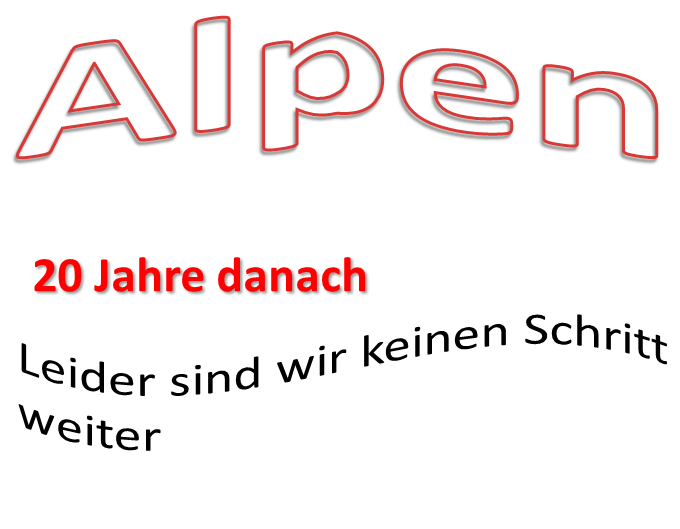 Alpen
20 Jahre danach
Leider sind wir keinen Schritt
weiter